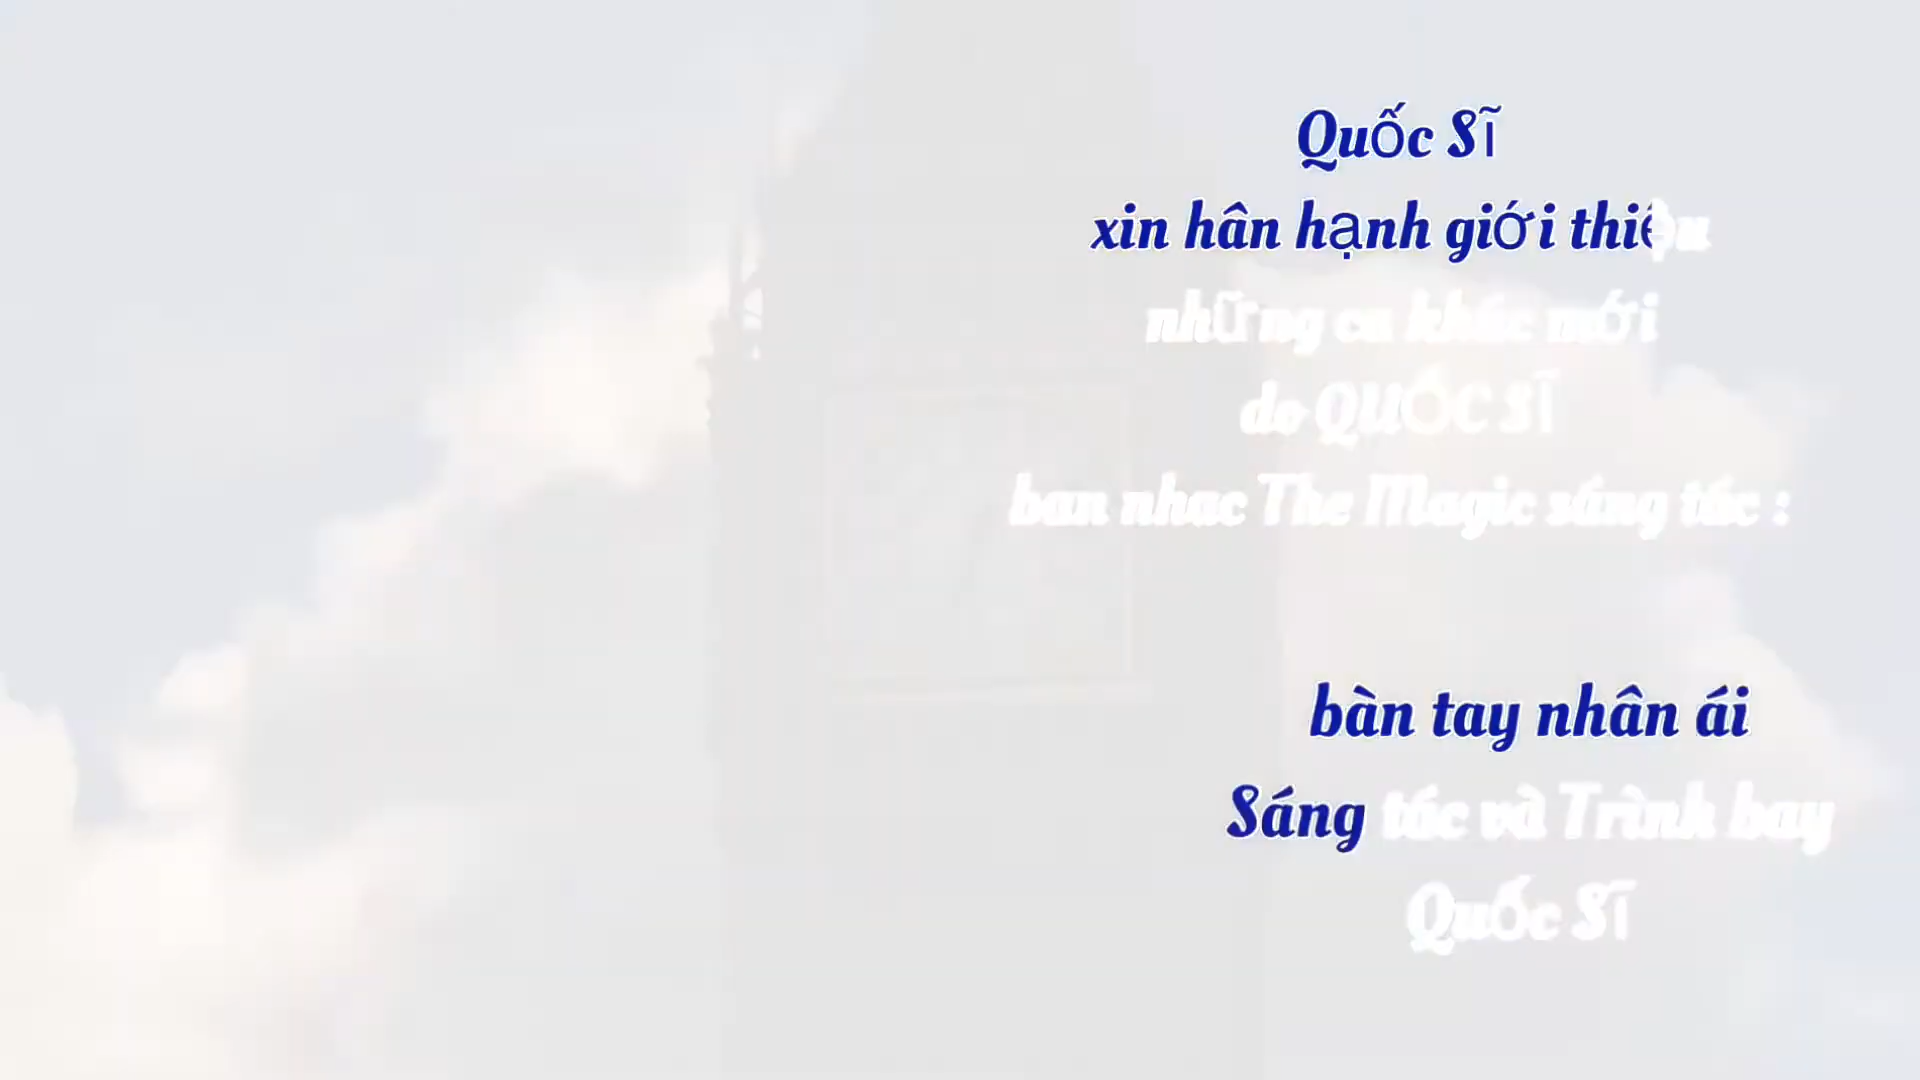 Quốc Sĩ
xin hân hạnh giới thiệu
những ca khúc mới
do QUỐC SĨ
ban nhạc The Magic sáng tác :
bàn tay nhân ái
Sáng tác và Trình bay
Quốc Sĩ